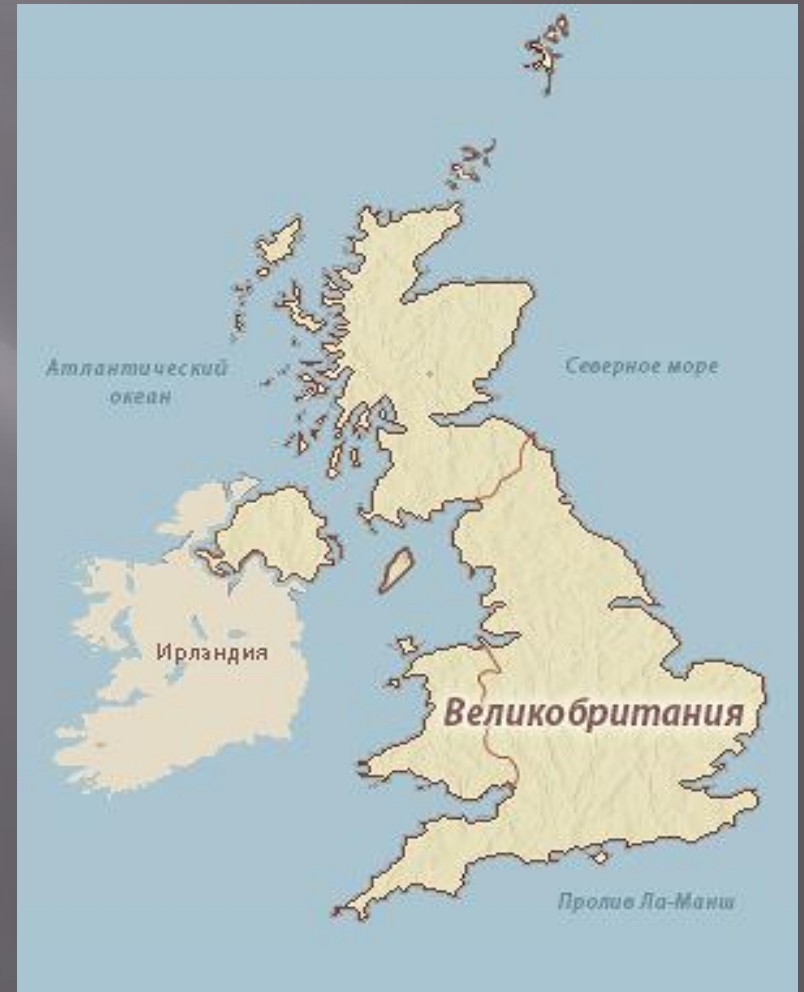 Атлантический
океан
Северное море
Ирландия
Великобритания
Пролив Ла-Манш